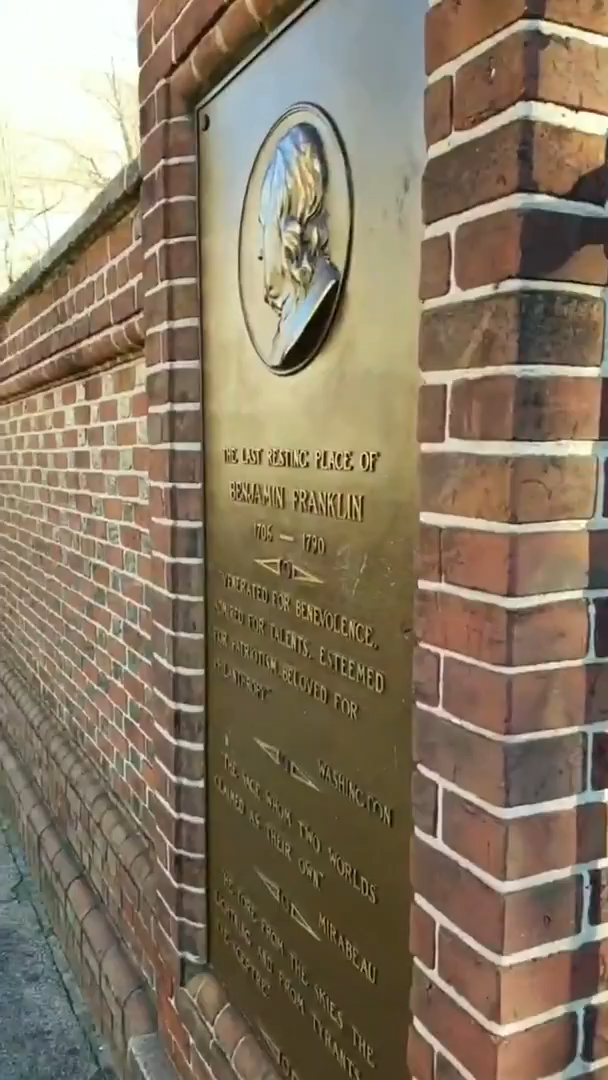 THE LAST RESTING PLACE OF
BENJAMIN FRANKLIN
1706 — 1790
"VENERATED FOR BENEVOLENCE,
ADMIRED FOR TALENTS, ESTEEMED
FOR PATRIOTISM, BELOVED FOR
PHILANTHROPY"
WASHINGTON
"THE SAGE WHOM TWO WORLDS
CLAIMED AS THEIR OWN"
MIRABEAU
"HE TORE FROM THE SKIES THE
LIGHTNING AND FROM TYRANTS
THE SCEPTRE"